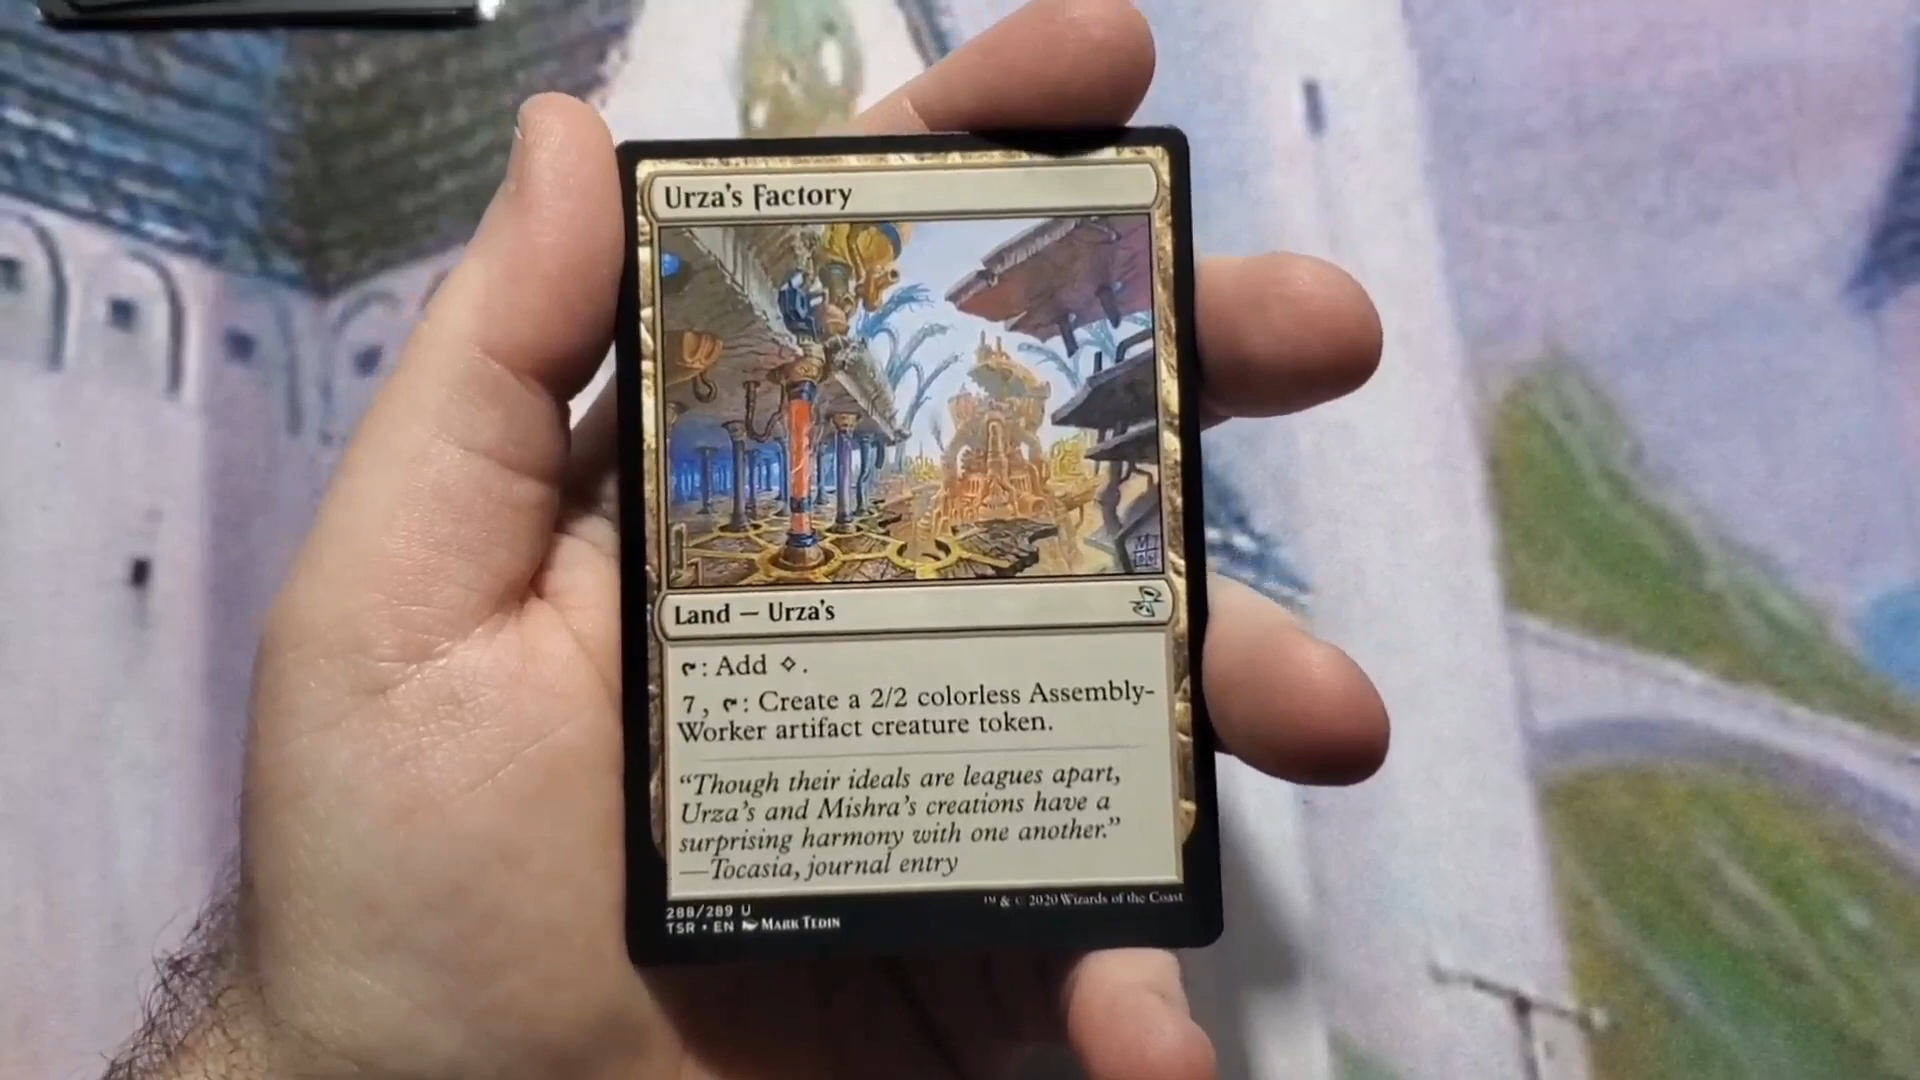 Urza's Factory
Land — Urza's
: Add .
7, : Create a 2/2 colorless Assembly-
Worker artifact creature token.
“Though their ideals are leagues apart,
Urza's and Mishra's creations have a
surprising harmony with one another.”
—Tocasia, journal entry
288/289 U
™ & © 2020 Wizards of the Coast
TSR • EN Mark Tedin